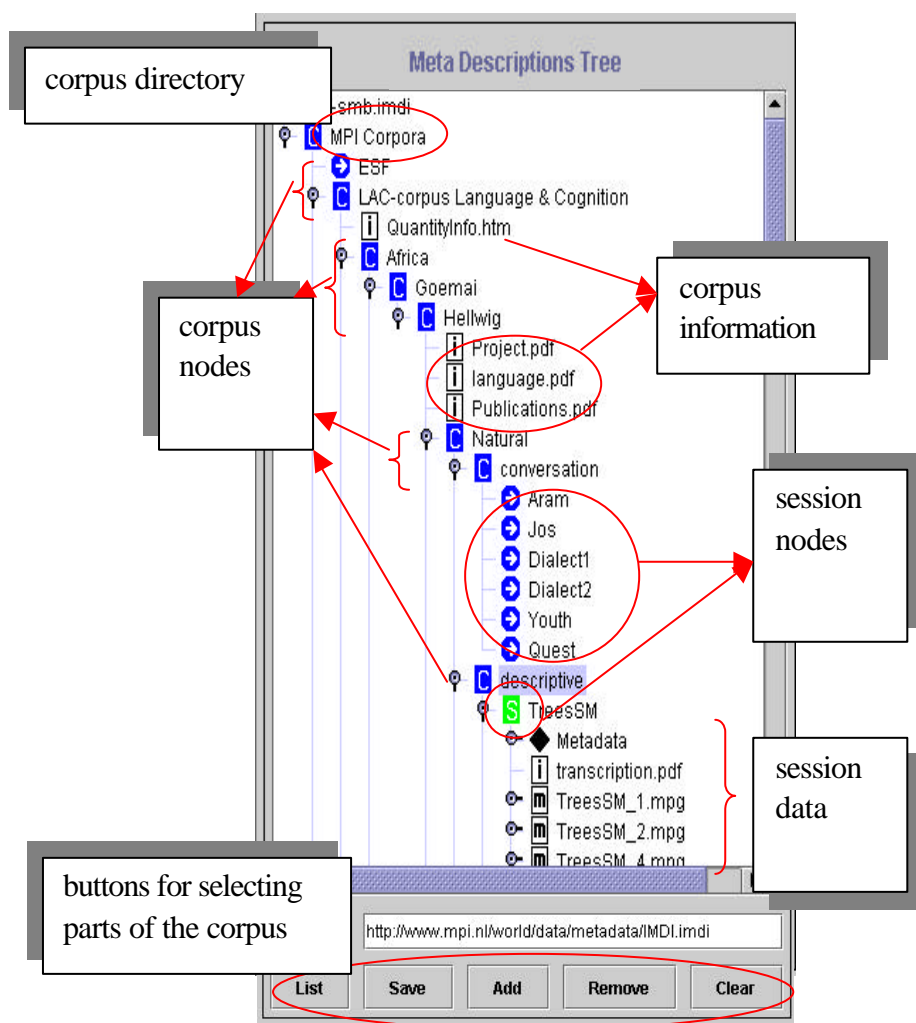 Meta Descriptions Tree
corpus directory
-smb.imdi
MPI Corpora
ESF
LAC-corpus Language & Cognition
QuantityInfo.htm
Africa
Goemai
Hellwig
Project.pdf
language.pdf
Publications.pdf
Natural
conversation
Aram
Jos
Dialect1
Dialect2
Youth
Quest
descriptive
S TreesSM
Metadata
transcription.pdf
TreesSM_1.mpg
TreesSM_2.mpg
TreesSM_4.mpg
corpus
nodes
corpus
information
session
nodes
session
data
buttons for selecting
parts of the corpus
http://www.mpi.nl/world/data/metadata/IMDI.imdi
List Save Add Remove Clear